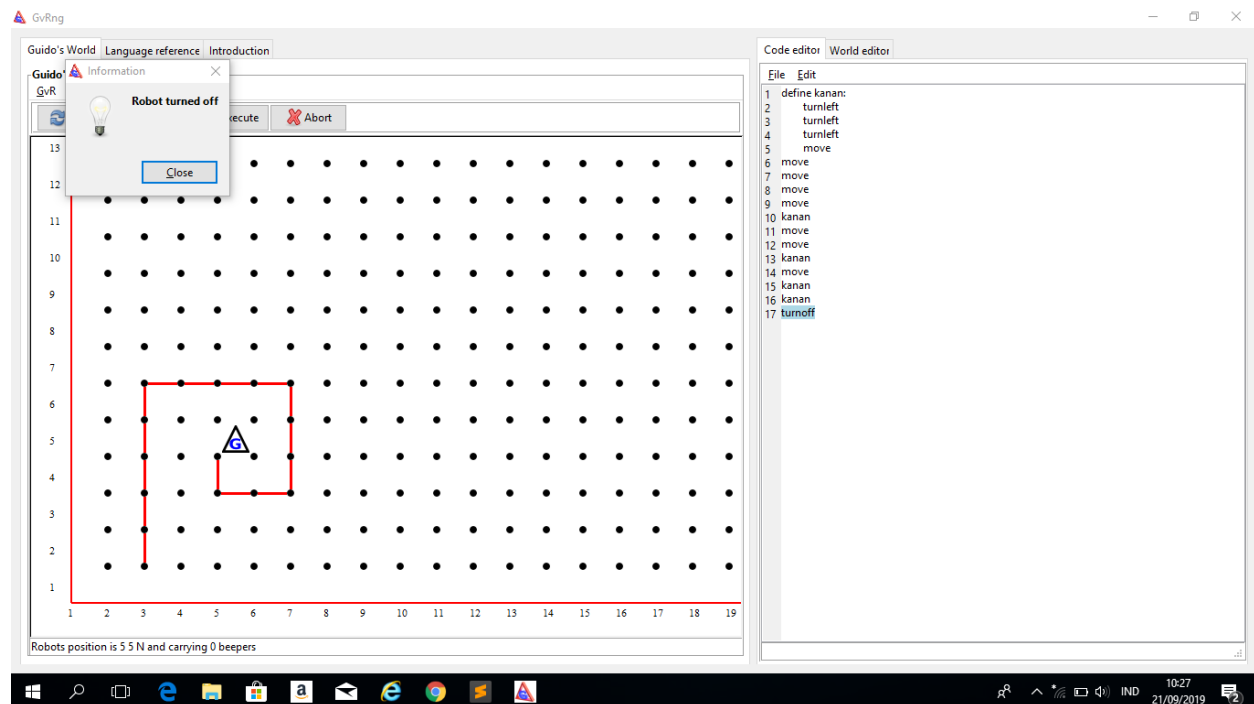 GvRng
Guido's World Language reference Introduction
Guido'
GvR
Information
Robot turned off
Close
Abort
13
12
11
10
9
8
7
6
5
4
3
2
1
G
1 2 3 4 5 6 7 8 9 10 11 12 13 14 15 16 17 18 19
Robots position is 5 5 N and carrying 0 beepers
Code editor World editor
File Edit
1 define kanan:
2 turnleft
3 turnleft
4 turnleft
5 move
6 move
7 move
8 move
9 move
10 kanan
11 move
12 move
13 kanan
14 move
15 kanan
16 kanan
17 turnoff
IND
10:27
21/09/2019
2